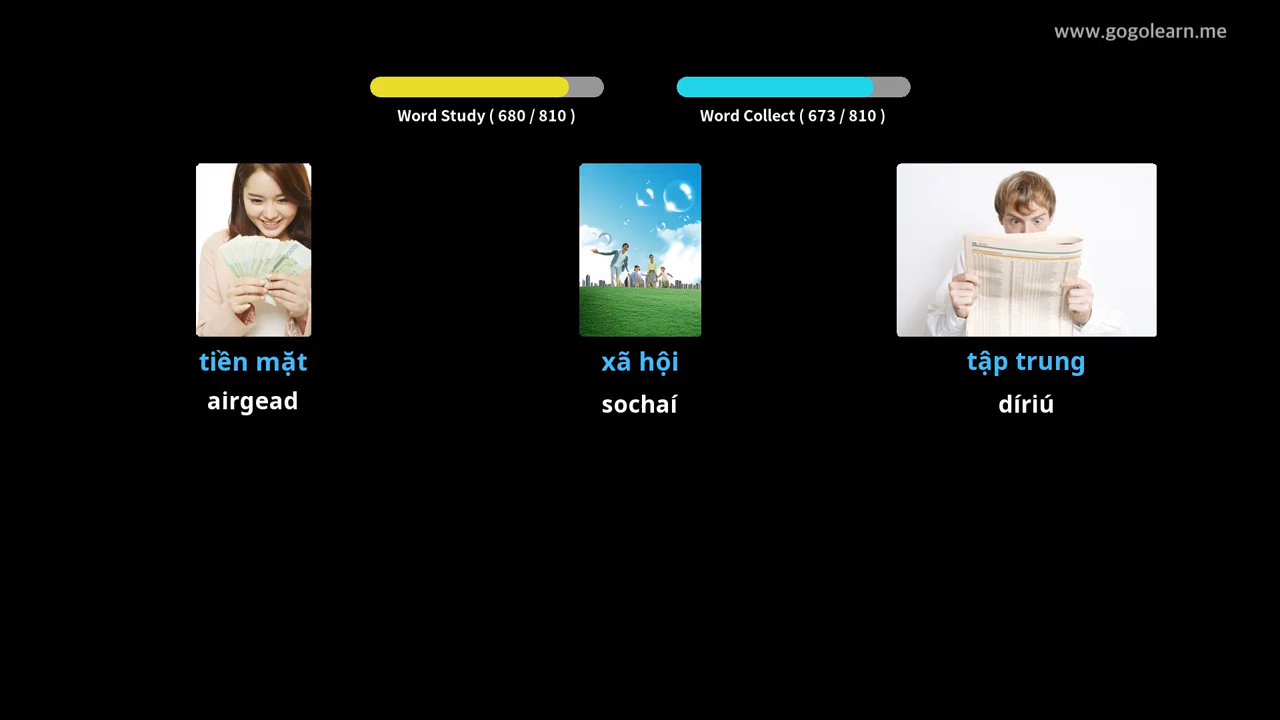 www.gogolearn.me
Word Study ( 680 / 810 )
Word Collect ( 673 / 810 )
tiền mặt
xã hội
tập trung
airgead
sochaí
díriú